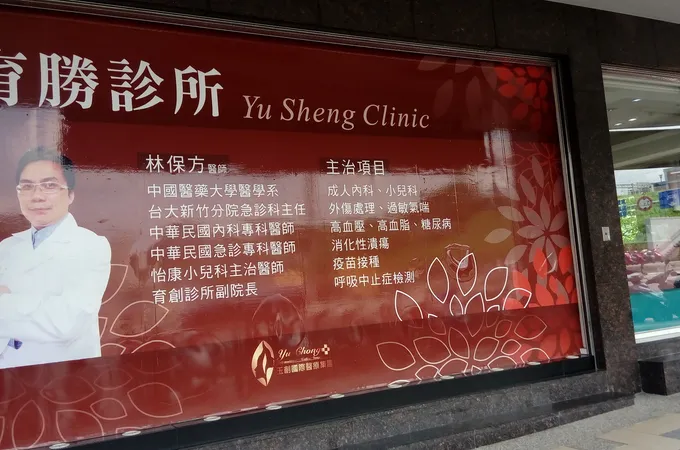 育勝診所 Yu Sheng Clinic
林保方 醫師
中國醫藥大學醫學系
台大新竹分院急診科主任
中華民國內科專科醫師
中華民國急診專科醫師
怡康小兒科主治醫師
育創診所副院長
主治項目
成人內科、小兒科
外傷處理、過敏氣喘
高血壓、高血脂、糖尿病
消化性潰瘍
疫苗接種
呼吸中止症檢測
Yu Chong